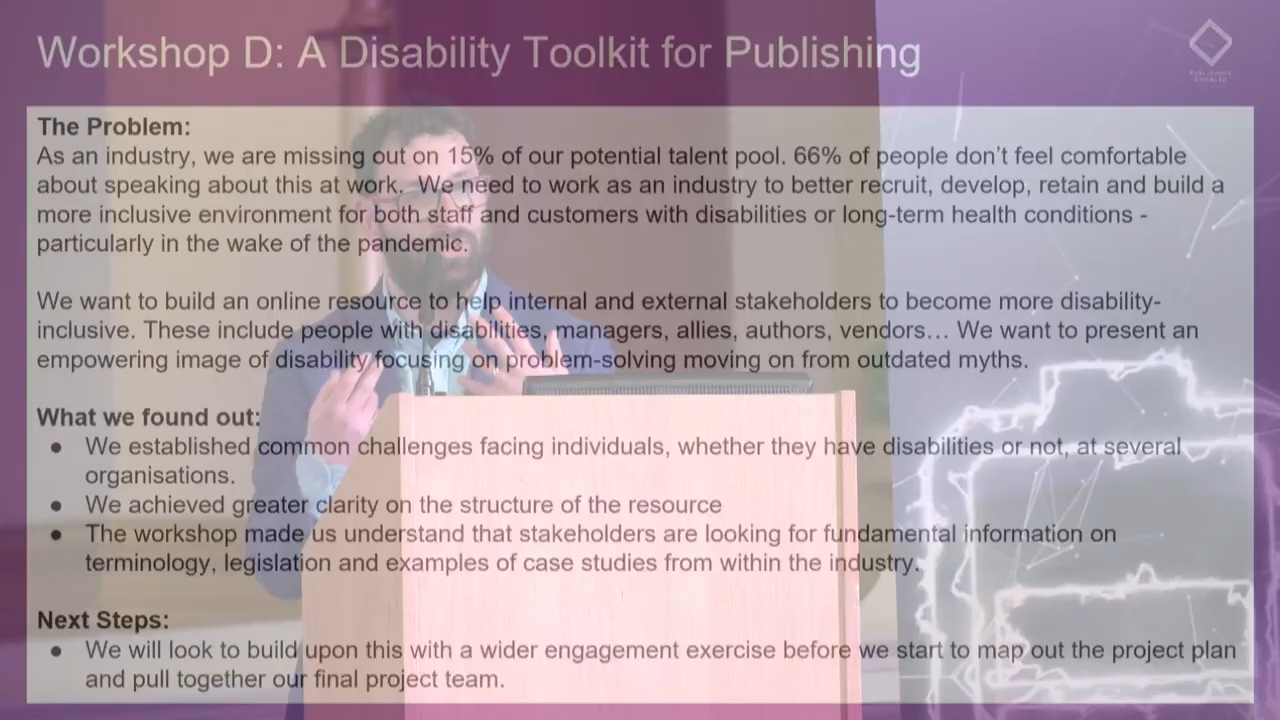 Workshop D: A Disability Toolkit for Publishing
The Problem:
As an industry, we are missing out on 15% of our potential talent pool. 66% of people don't feel comfortable
about speaking about this at work.  We need to work as an industry to better recruit, develop, retain and build a
more inclusive environment for both staff and customers with disabilities or long-term health conditions -
particularly in the wake of the pandemic.
We want to build an online resource to help internal and external stakeholders to become more disability-
inclusive. These include people with disabilities, managers, allies, authors, vendors… We want to present an
empowering image of disability focusing on problem-solving moving on from outdated myths.
What we found out:
● We established common challenges facing individuals, whether they have disabilities or not, at several
organisations.
● We achieved greater clarity on the structure of the resource
● The workshop made us understand that stakeholders are looking for fundamental information on
terminology, legislation and examples of case studies from within the industry.
Next Steps:
● We will look to build upon this with a wider engagement exercise before we start to map out the project plan
and pull together our final project team.